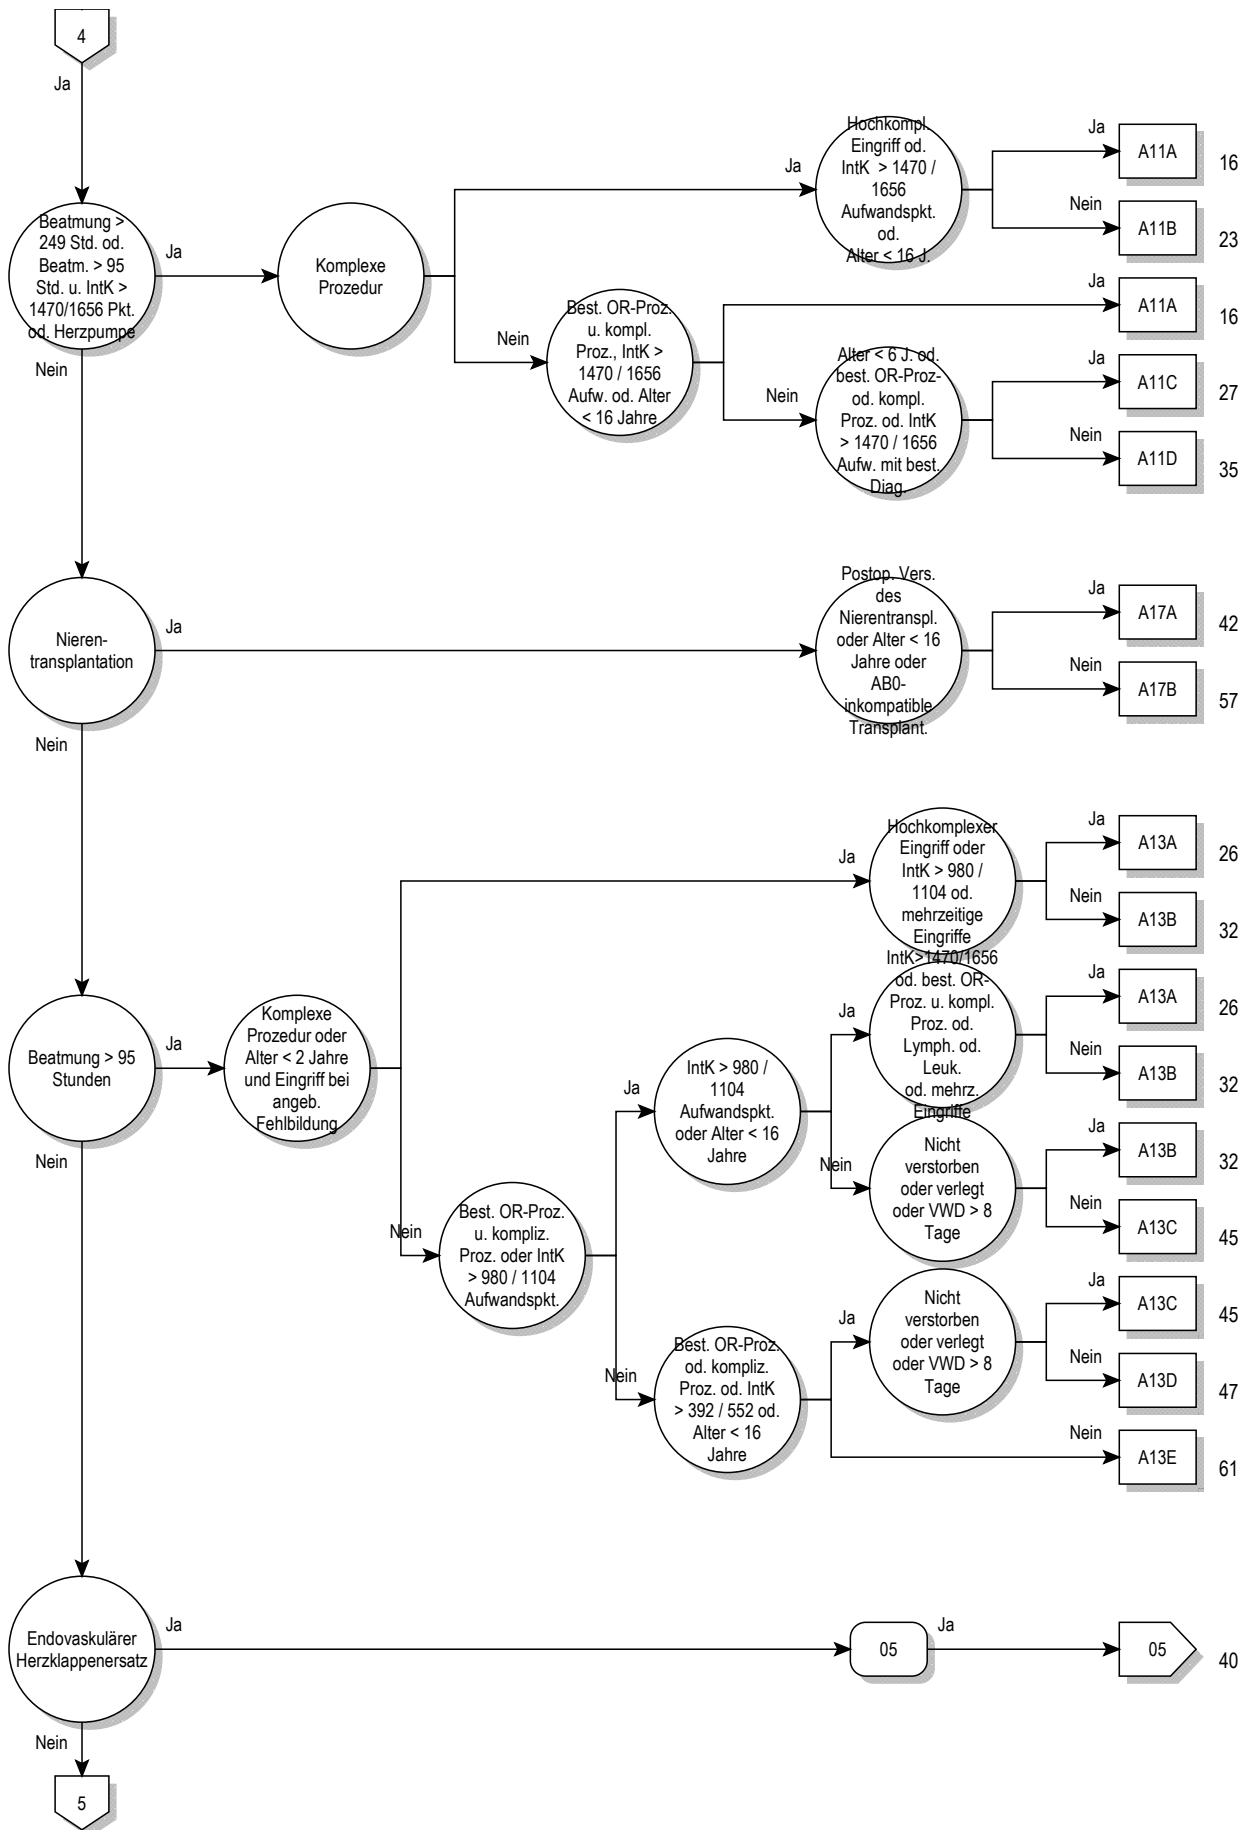 4
Ja
Beatmung >
249 Std. od.
Beatm. > 95
Std. u. IntK >
1470/1656 Pkt.
od. Herzpumpe
Ja
Nein
Komplexe
Prozedur
Ja
Hochkompl.
Eingriff od.
IntK > 1470 /
1656
Aufwandspkt.
od.
Alter < 16 J.
Ja
A11A
16
Nein
A11B
23
Nein
Best. OR-Proz.
u. kompl.
Proz., IntK >
1470 / 1656
Aufw. od. Alter
< 16 Jahre
Ja
A11A
16
Nein
Alter < 6 J. od.
best. OR-Proz-
od. kompl.
Proz. od. IntK
> 1470 / 1656
Aufw. mit best.
Diag.
Ja
A11C
27
Nein
A11D
35
Nieren-
transplantation
Ja
Nein
Postop. Vers.
des
Nierentranspl.
oder Alter < 16
Jahre oder
AB0-
inkompatible
Transplant.
Ja
A17A
42
Nein
A17B
57
Beatmung > 95
Stunden
Ja
Nein
Komplexe
Prozedur oder
Alter < 2 Jahre
und Eingriff bei
angeb.
Fehlbildung
Ja
Hochkomplexer
Eingriff oder
IntK > 980 /
1104 od.
mehrzeitige
Eingriffe
Ja
A13A
26
Nein
A13B
32
Nein
Best. OR-Proz.
u. kompliz.
Proz. oder IntK
> 980 / 1104
Aufwandspkt.
Ja
IntK > 980 /
1104
Aufwandspkt.
oder Alter < 16
Jahre
Ja
IntK>1470/1656
od. best. OR-
Proz. u. kompl.
Proz. od.
Lymph. od.
Leuk.
od. mehrz.
Eingriffe
Ja
A13A
26
Nein
A13B
32
Nein
Nicht
verstorben
oder verlegt
oder VWD > 8
Tage
Ja
A13B
32
Nein
A13C
45
Nein
Best. OR-Proz.
od. kompliz.
Proz. od. IntK
> 392 / 552 od.
Alter < 16
Jahre
Ja
Nicht
verstorben
oder verlegt
oder VWD > 8
Tage
Ja
A13C
45
Nein
A13D
47
Nein
A13E
61
Endovaskulärer
Herzklappenersatz
Ja
05
Ja
05
40
Nein
5